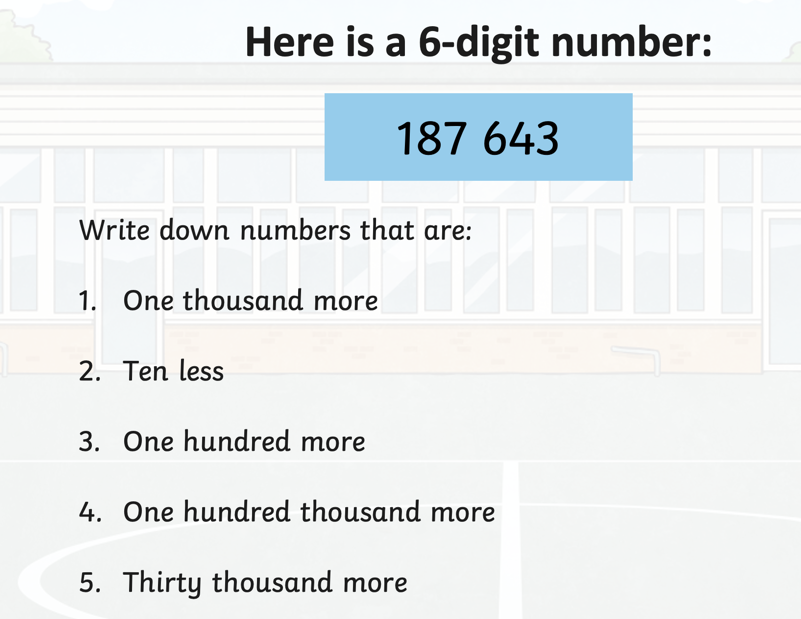 Here is a 6-digit number:
187 643
Write down numbers that are:
1. One thousand more
2. Ten less
3. One hundred more
4. One hundred thousand more
5. Thirty thousand more